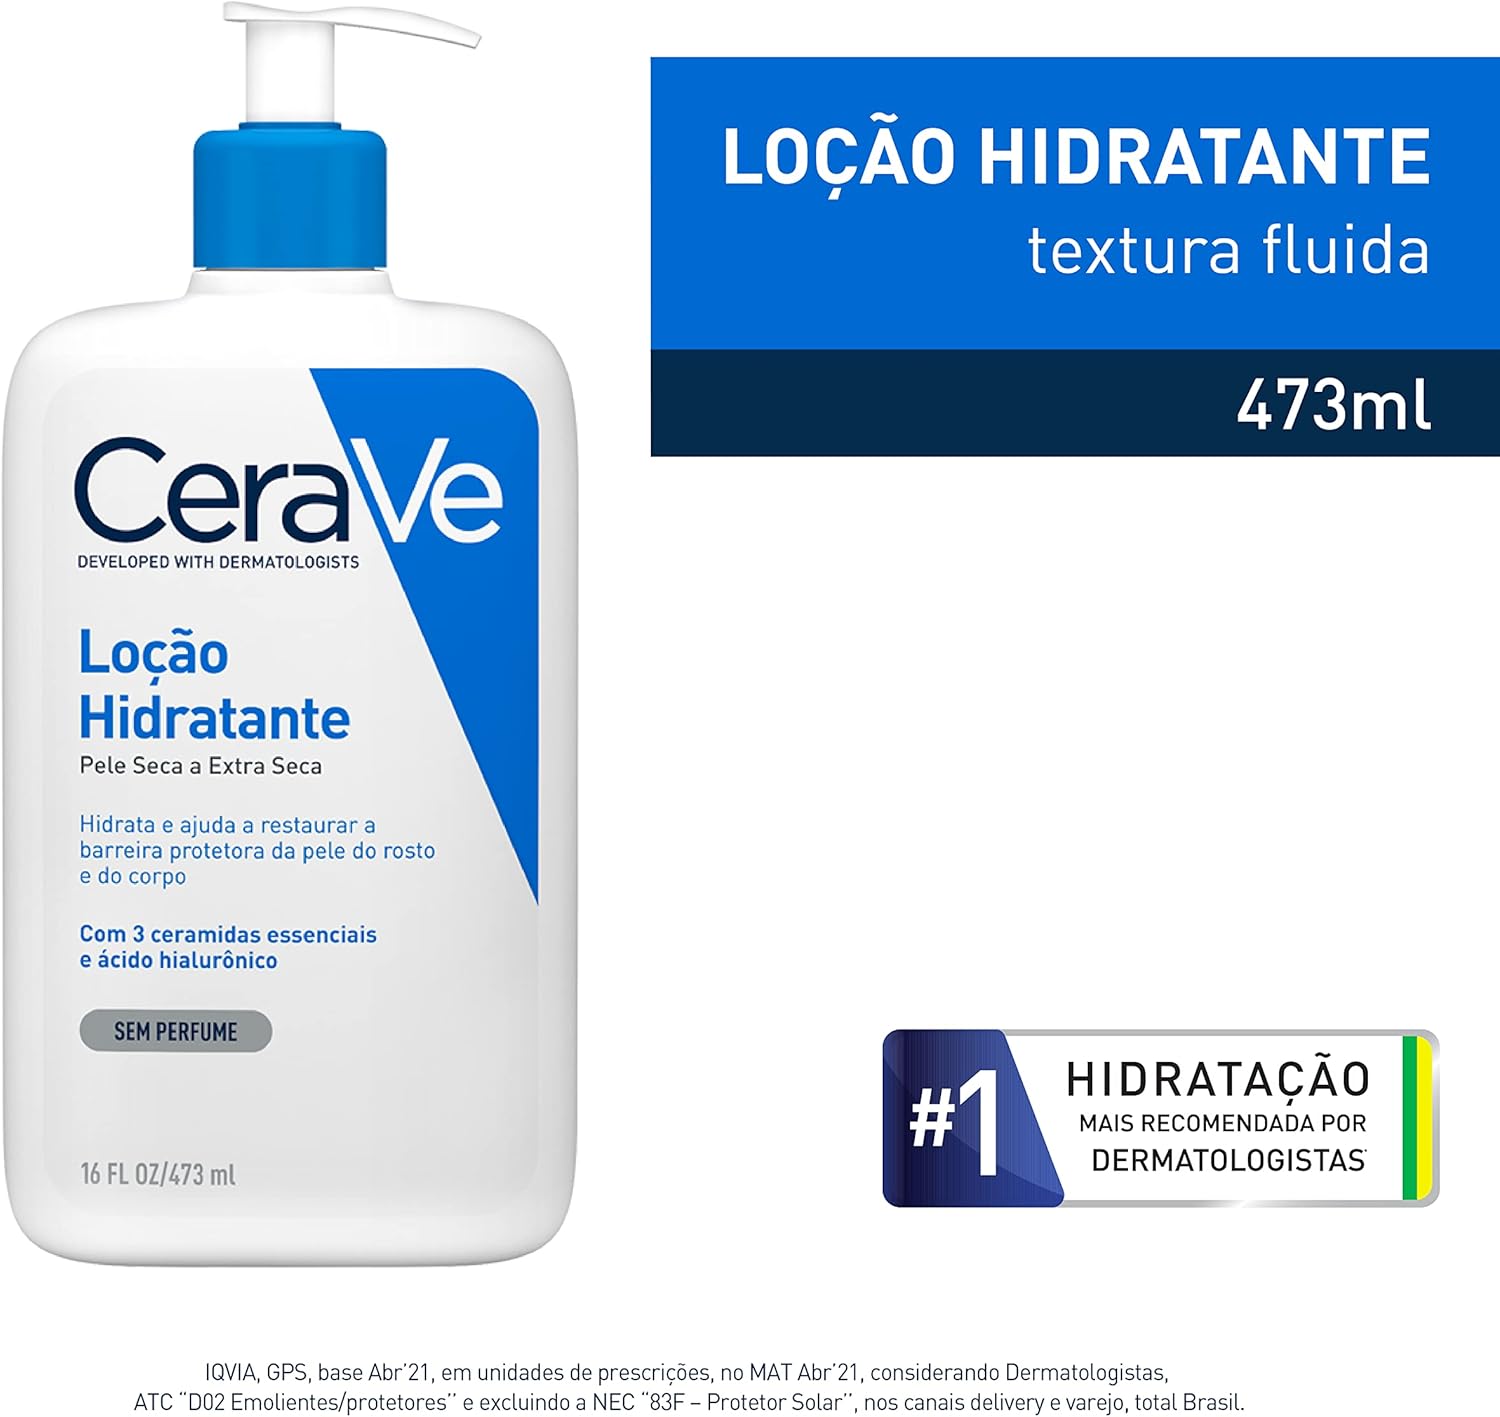 CeraVe
DEVELOPED WITH DERMATOLOGISTS
Loção
Hidratante
Pele Seca a Extra Seca
Hidrata e ajuda a restaurar a
barreira protetora da pele do rosto
e do corpo
Com 3 ceramidas essenciais
e ácido hialurônico
SEM PERFUME
16 FL OZ/473 ml
LOÇÃO HIDRATANTE
textura fluida
473ml
#1
HIDRATAÇÃO
MAIS RECOMENDADA POR
DERMATOLOGISTAS*
IQVIA, GPS, base Abr’21, em unidades de prescrições, no MAT Abr’21, considerando Dermatologistas,
ATC “D02 Emolientes/protetores” e excluindo a NEC “83F – Protetor Solar”, nos canais delivery e varejo, total Brasil.